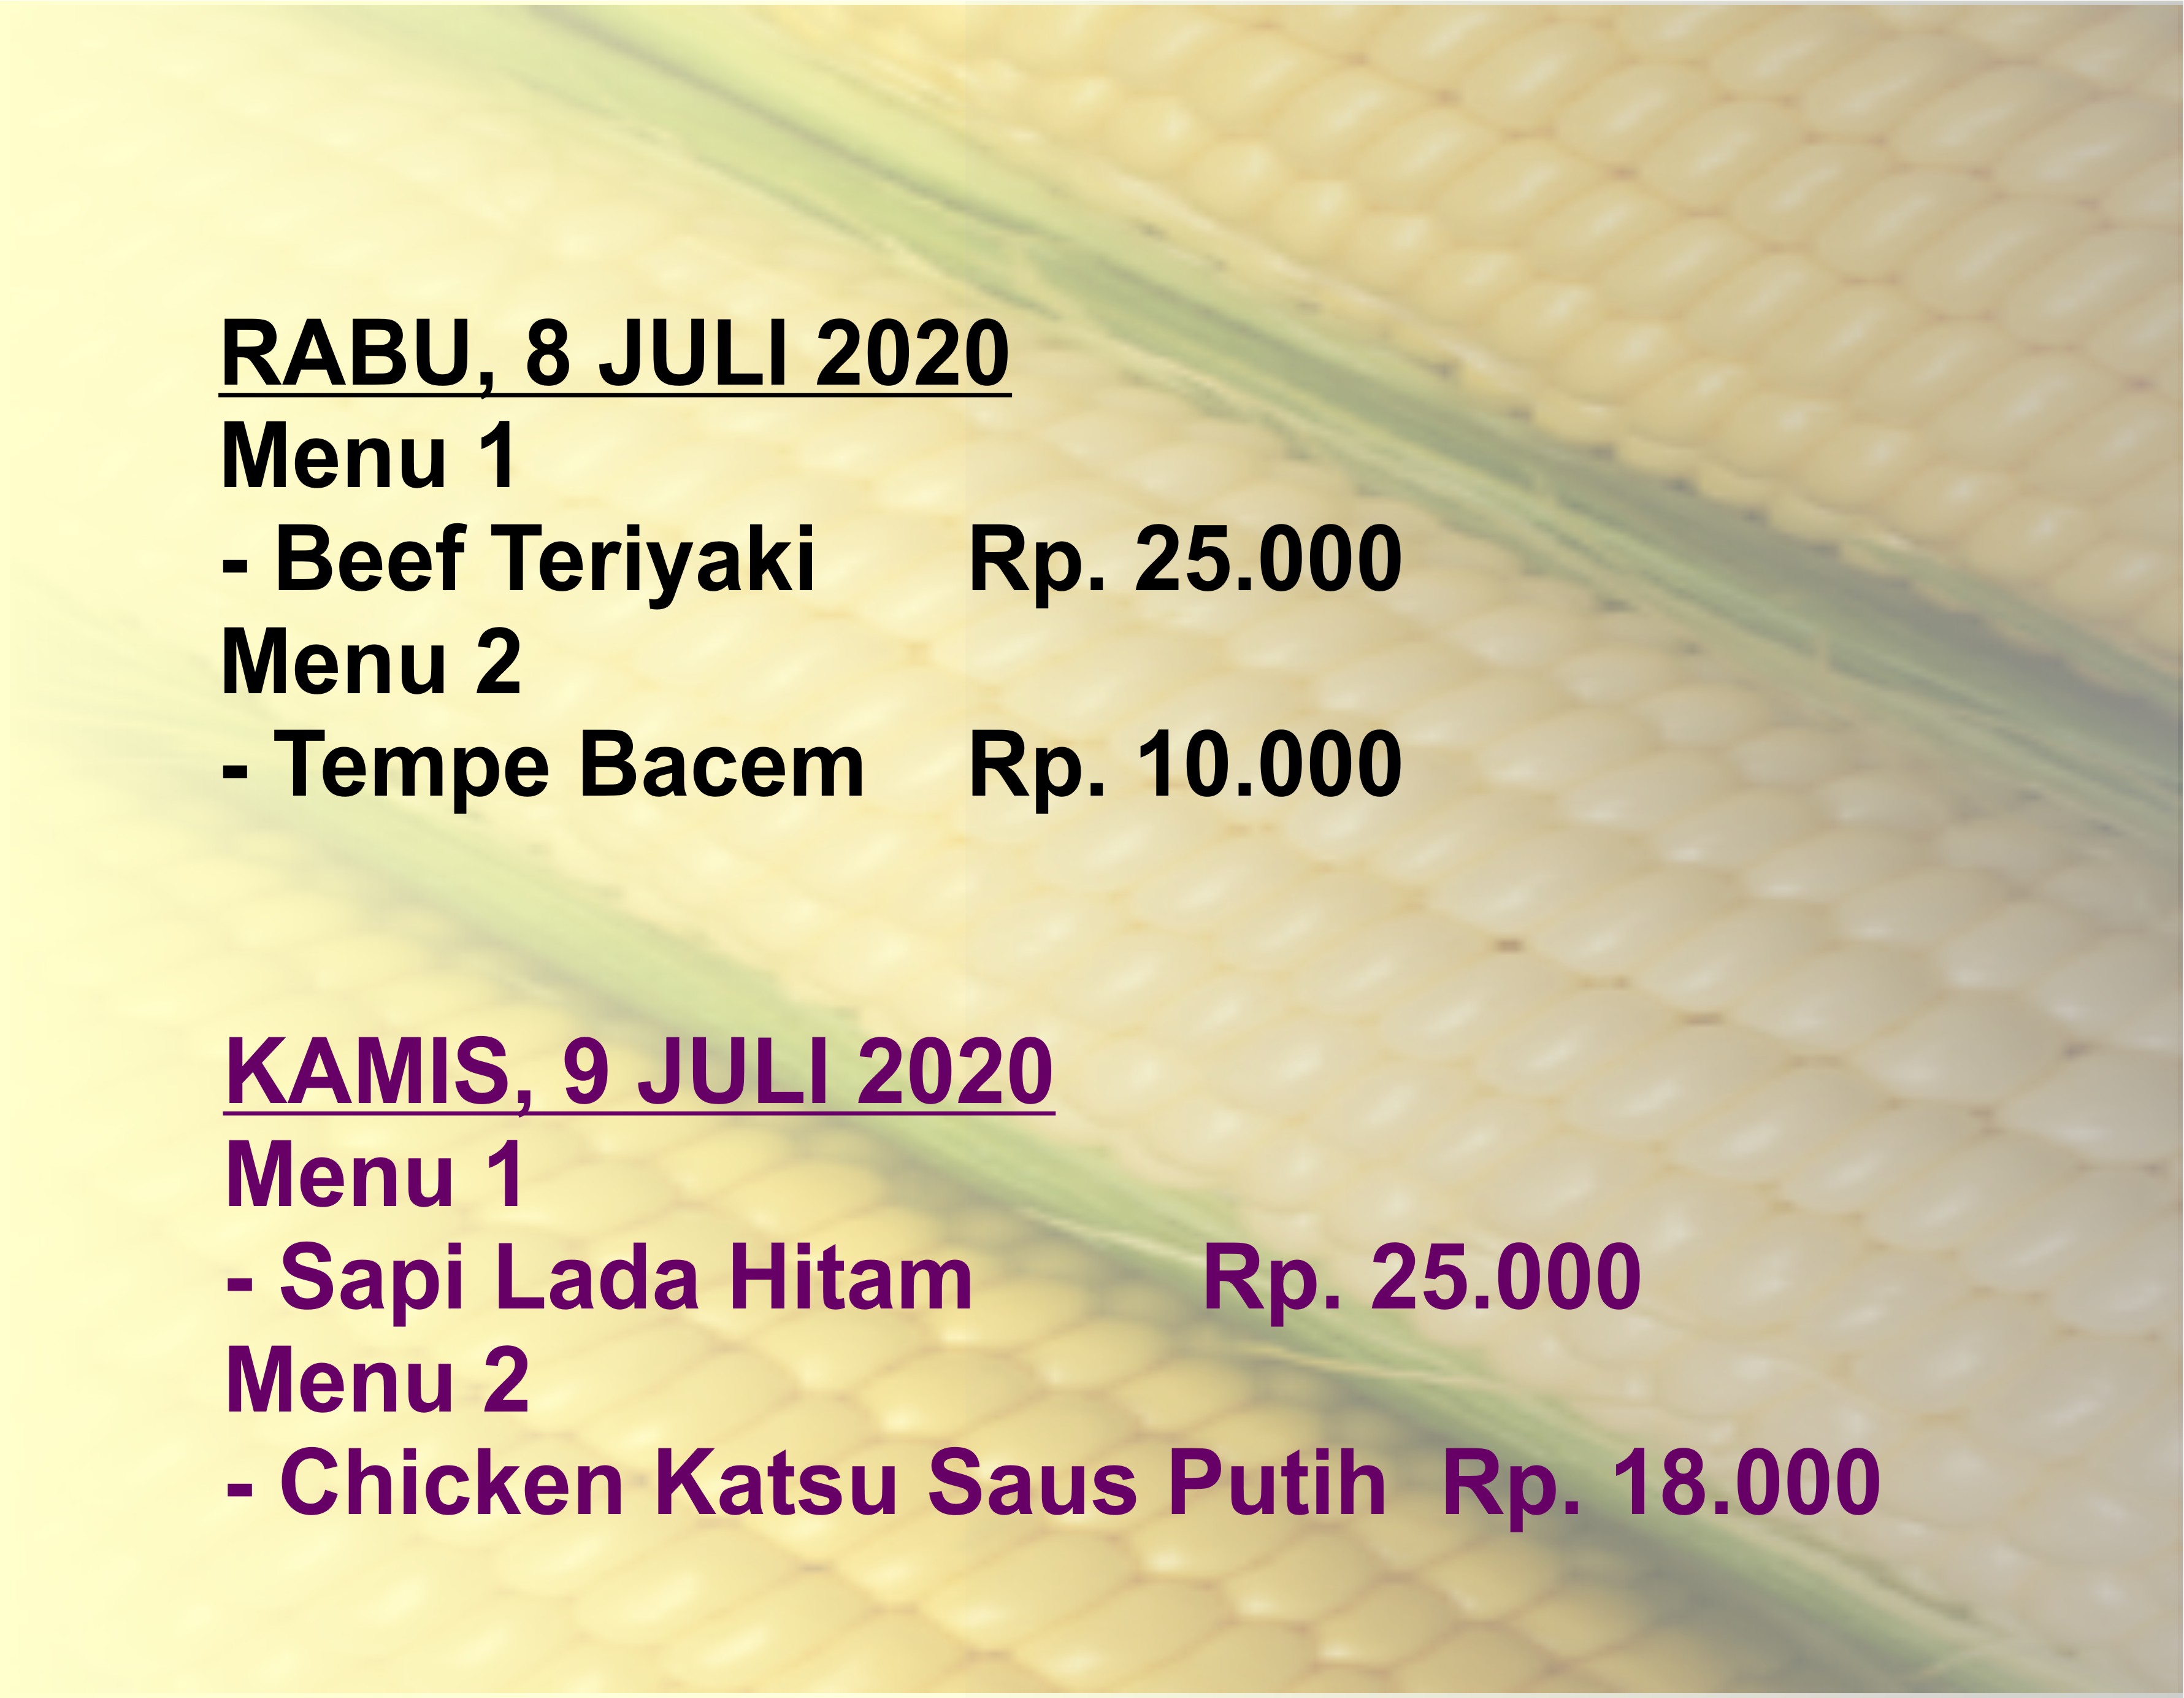 RABU, 8 JULI 2020
Menu 1
- Beef Teriyaki Rp. 25.000
Menu 2
- Tempe Bacem Rp. 10.000
KAMIS, 9 JULI 2020
Menu 1
- Sapi Lada Hitam Rp. 25.000
Menu 2
- Chicken Katsu Saus Putih Rp. 18.000